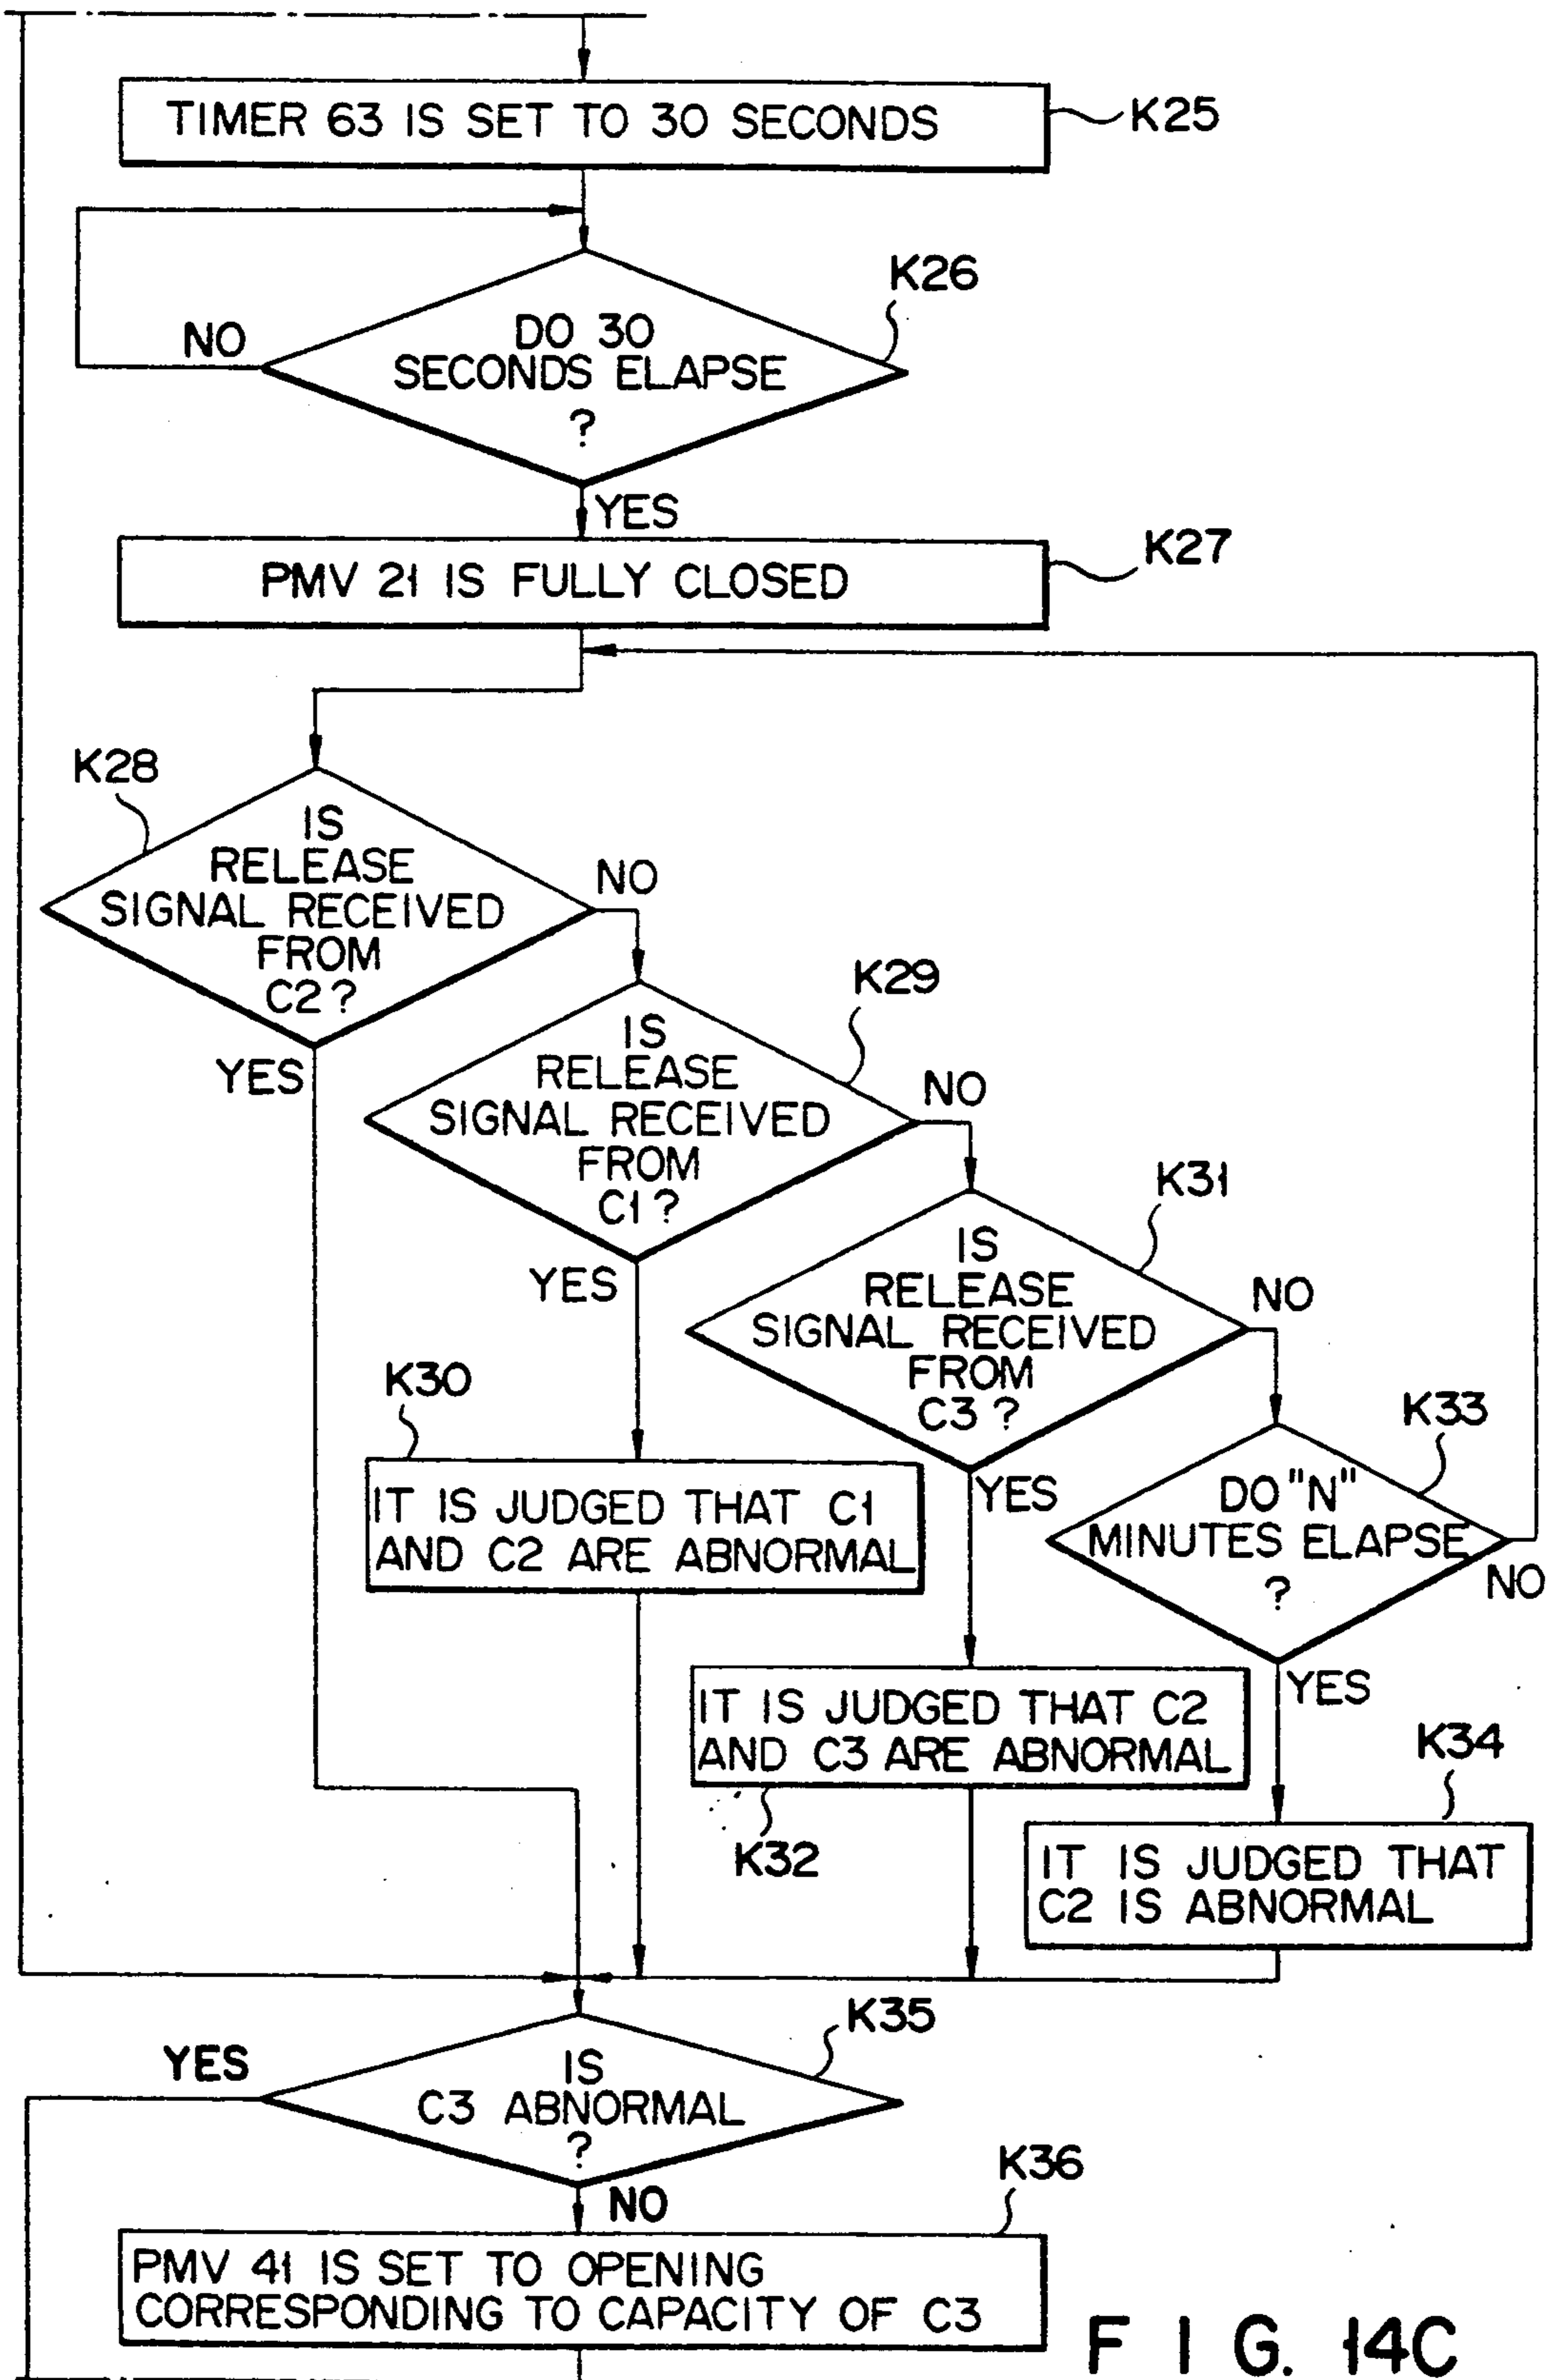 TIMER 63 IS SET TO 30 SECONDS
K25
K26
NO
DO 30
SECONDS ELAPSE
?
YES
K27
PMV 21 IS FULLY CLOSED
K28
IS
RELEASE
SIGNAL RECEIVED
FROM
C2?
NO
YES
K29
IS
RELEASE
SIGNAL RECEIVED
FROM
C1?
NO
YES
K31
IS
RELEASE
SIGNAL RECEIVED
FROM
C3?
NO
YES
K30
IT IS JUDGED THAT C1
AND C2 ARE ABNORMAL
K33
DO "N"
MINUTES ELAPSE
?
NO
YES
IT IS JUDGED THAT C2
AND C3 ARE ABNORMAL
K32
K34
IT IS JUDGED THAT
C2 IS ABNORMAL
K35
YES
IS
C3 ABNORMAL
?
NO
K36
PMV 41 IS SET TO OPENING
CORRESPONDING TO CAPACITY OF C3
FIG. 14C